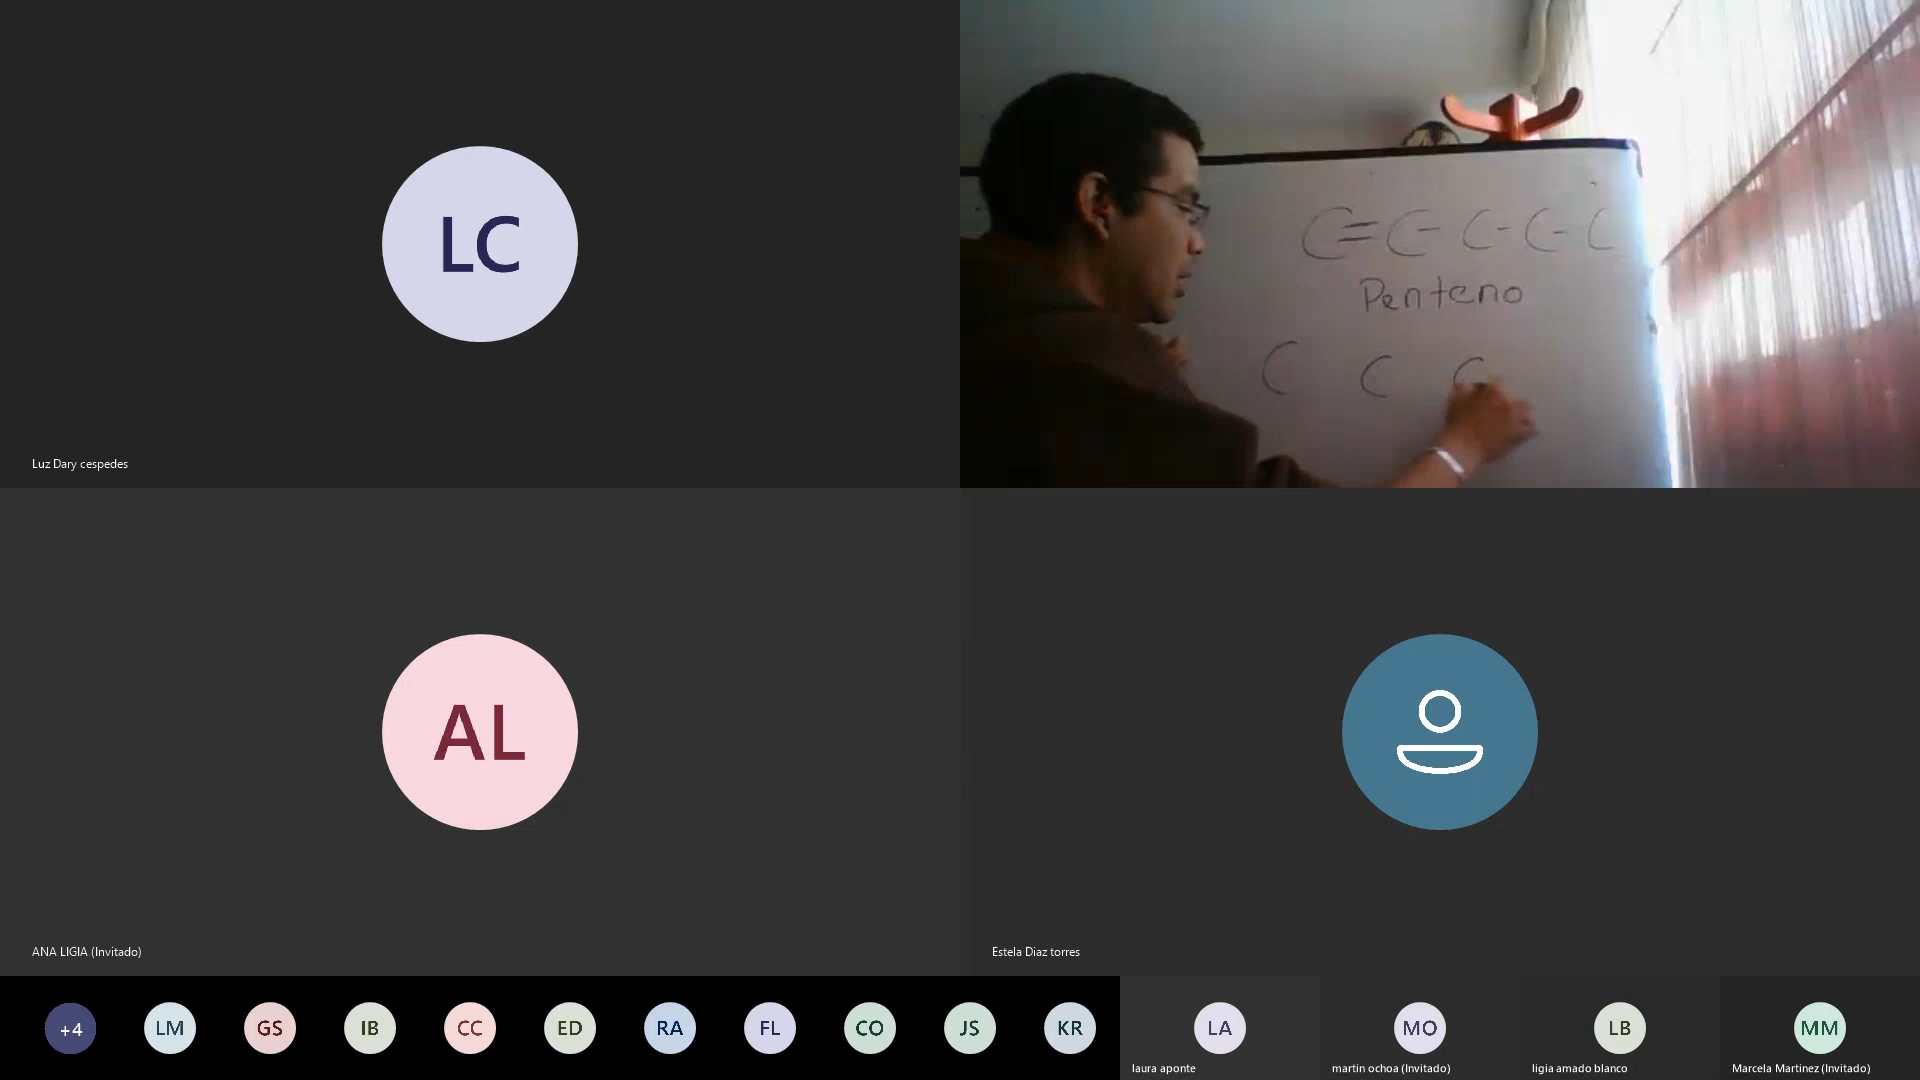 LC
Luz Dary cespedes
C=C-C-C-C
Penteno
C C C
AL
ANA LIGIA (Invitado)
Estela Diaz torres
+4
LM
GS
IB
CC
ED
RA
FL
CO
JS
KR
LA
laura aponte
MO
martin ochoa (Invitado)
LB
ligia amado blanco
MM
Marcela Martinez (Invitado)